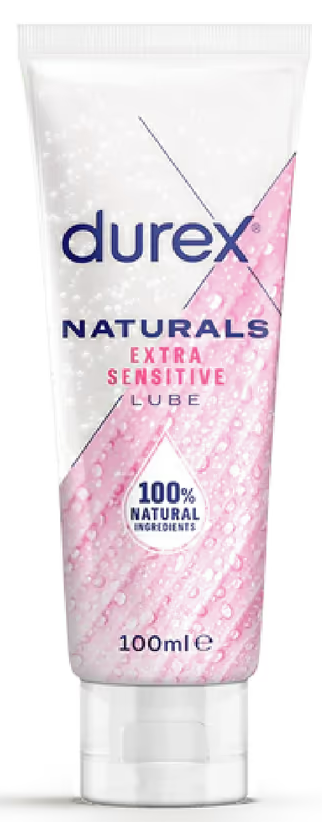 durex®
NATURALS
EXTRA
SENSITIVE
LUBE
100%
NATURAL
INGREDIENTS
100ml ℮